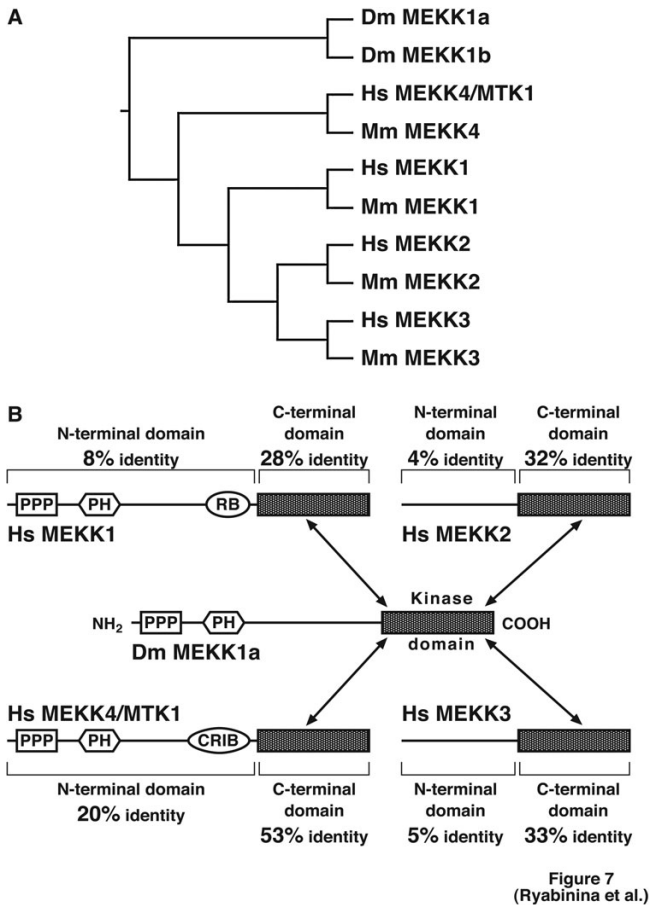 A
Dm MEKK1a
Dm MEKK1b
Hs MEKK4/MTK1
Mm MEKK4
Hs MEKK1
Mm MEKK1
Hs MEKK2
Mm MEKK2
Hs MEKK3
Mm MEKK3
B
N-terminal domain
8% identity
C-terminal
domain
28% identity
N-terminal
domain
4% identity
C-terminal
domain
32% identity
PPP PH RB
Hs MEKK1
Hs MEKK2
Kinase
NH2 PPP PH COOH
Dm MEKK1a
domain
Hs MEKK4/MTK1
Hs MEKK3
PPP PH CRIB
N-terminal domain
20% identity
C-terminal
domain
53% identity
N-terminal
domain
5% identity
C-terminal
domain
33% identity
Figure 7
(Ryabinina et al.)